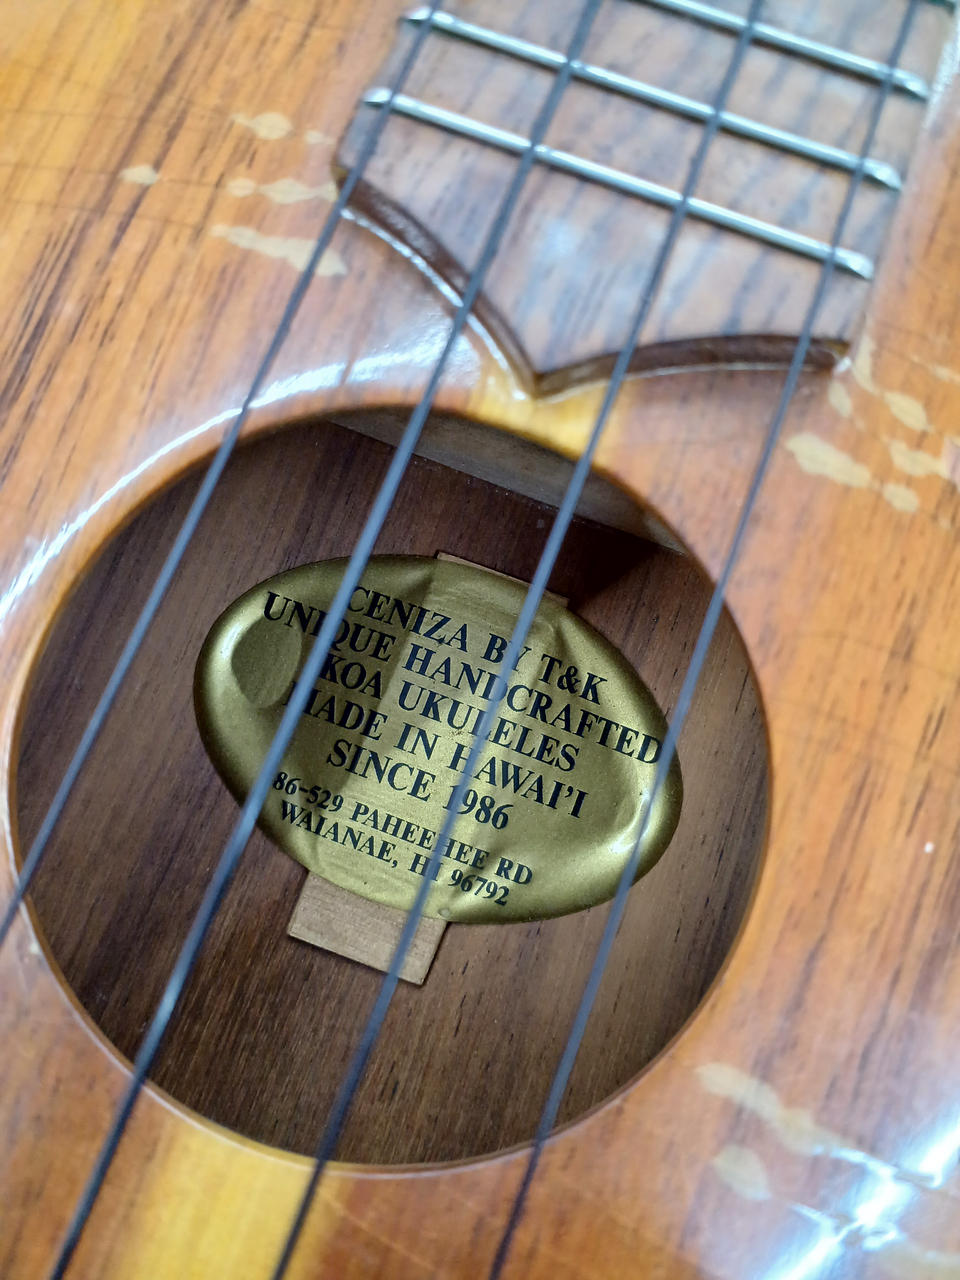 CENIZA BY T&K
UNIQUE HANDCRAFTED
KOA UKULELES
MADE IN HAWAI'I
SINCE 1986
86-529 PAHEEHEE RD
WAIANAE, HI 96792